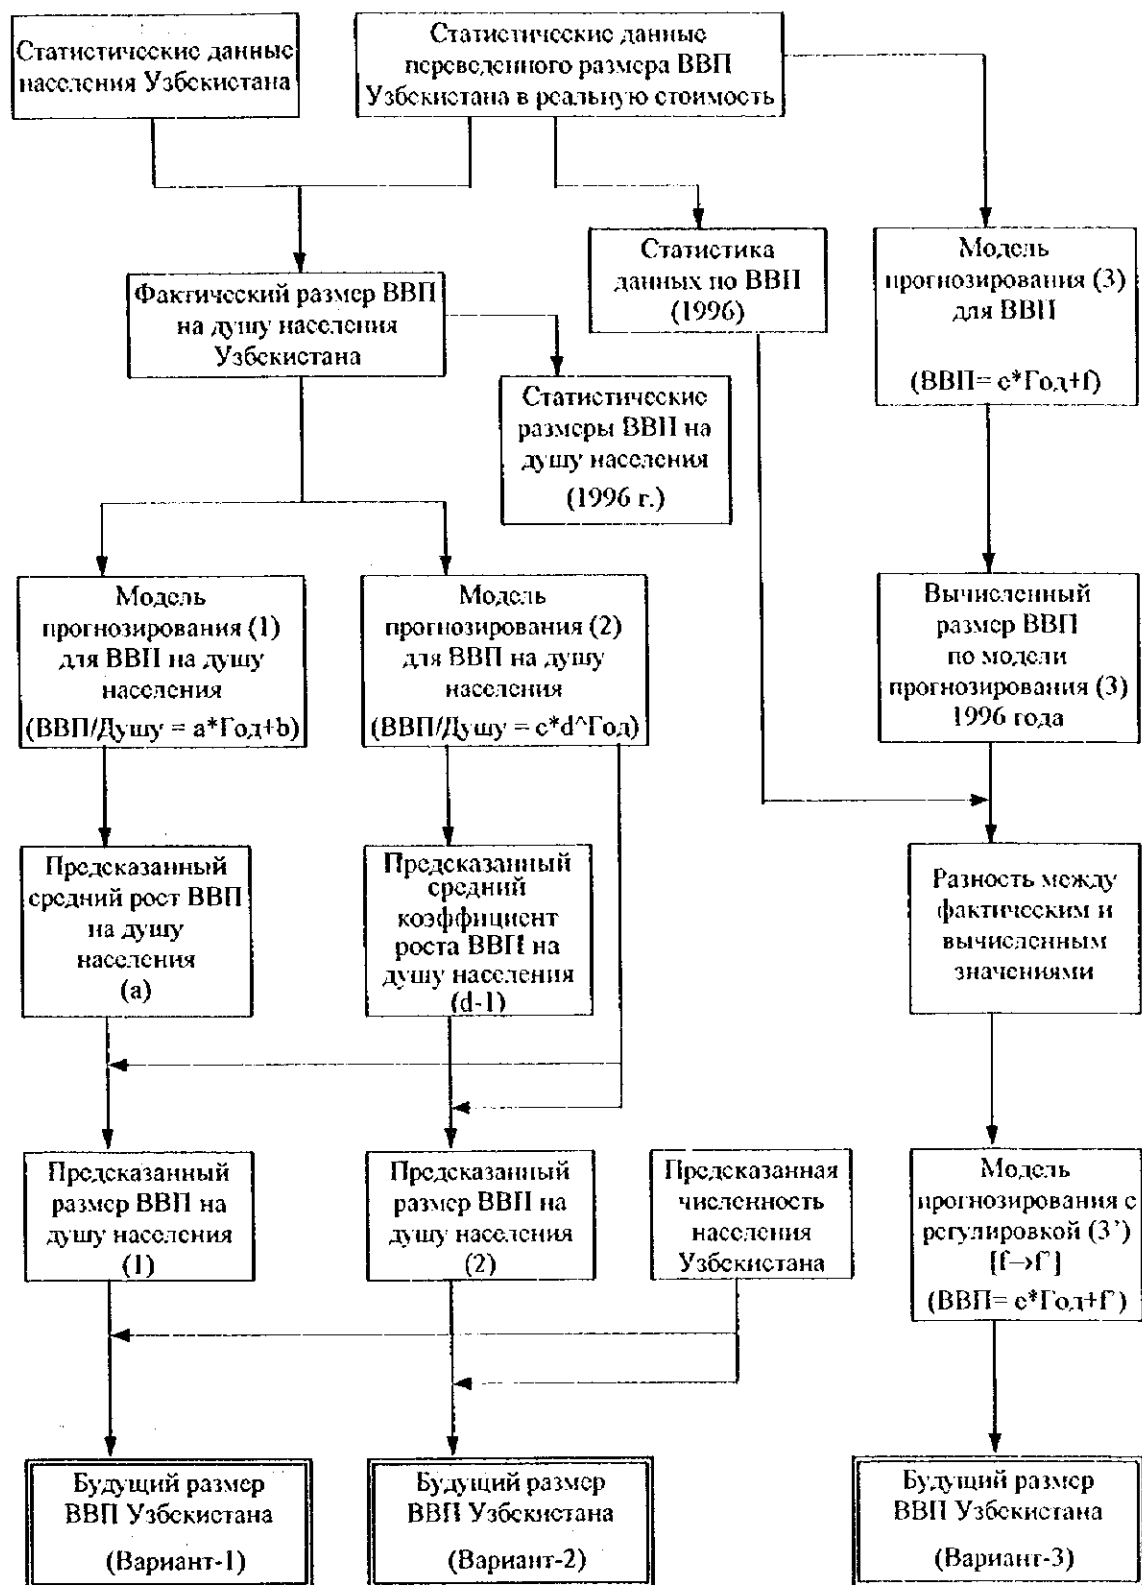 Статистические данные
населения Узбекистана
Статистические данные
переведенного размера ВВП
Узбекистана в реальную стоимость
Статистика
данных по ВВП
(1996)
Модель
прогнозирования (3)
для ВВП
(ВВП= e*Год+f)
Фактический размер ВВП
на душу населения
Узбекистана
Статистические
размеры ВВП на
душу населения
(1996 г.)
Модель
прогнозирования (1)
для ВВП на душу
населения
(ВВП/Душу = a*Год+b)
Модель
прогнозирования (2)
для ВВП на душу
населения
(ВВП/Душу = c*d^Год)
Вычисленный
размер ВВП
по модели
прогнозирования (3)
1996 года
Предсказанный
средний рост ВВП
на душу
населения
(a)
Предсказанный
средний
коэффициент
роста ВВП на
душу населения
(d-1)
Разность между
фактическим и
вычисленным
значениями
Предсказанный
размер ВВП на
душу населения
(1)
Предсказанный
размер ВВП на
душу населения
(2)
Предсказанная
численность
населения
Узбекистана
Модель
прогнозирования с
регулировкой (3')
[f→f']
(ВВП= e*Год+f')
Будущий размер
ВВП Узбекистана
(Вариант-1)
Будущий размер
ВВП Узбекистана
(Вариант-2)
Будущий размер
ВВП Узбекистана
(Вариант-3)